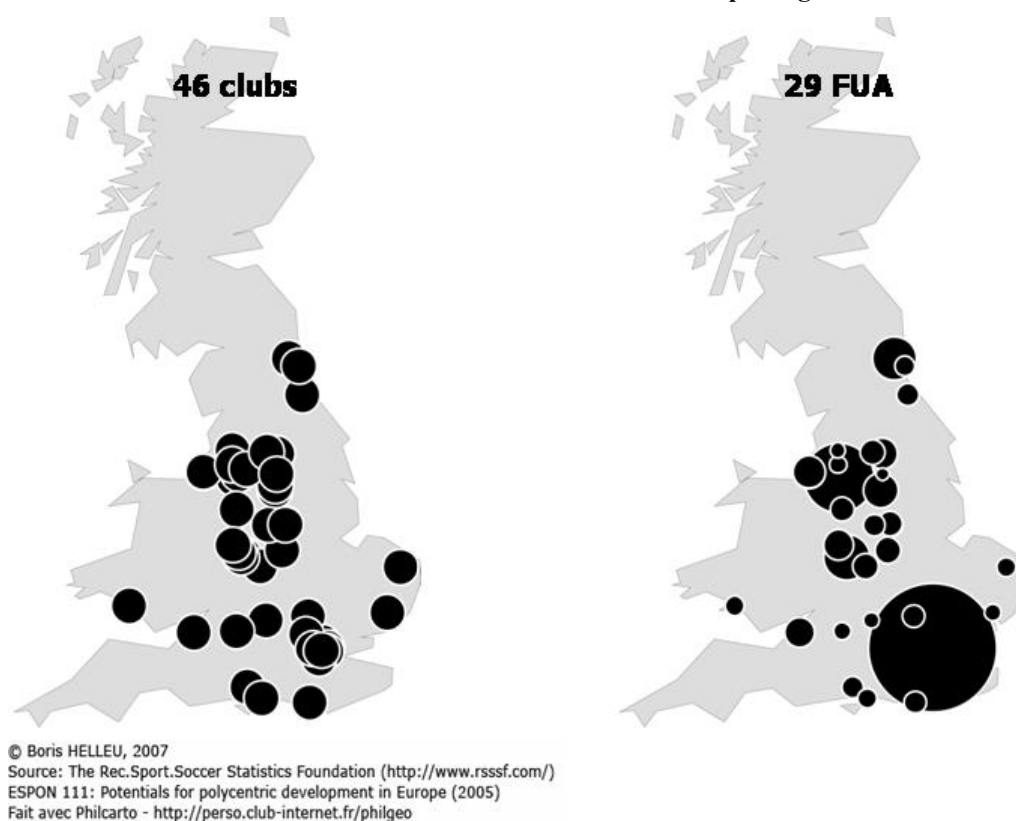 46 clubs
29 FUA
© Boris HELLEU, 2007
Source: The Rec.Sport.Soccer Statistics Foundation (http://www.rsssf.com/)
ESPON 111: Potentials for polycentric development in Europe (2005)
Fait avec Philcarto - http://perso.club-internet.fr/philgeo